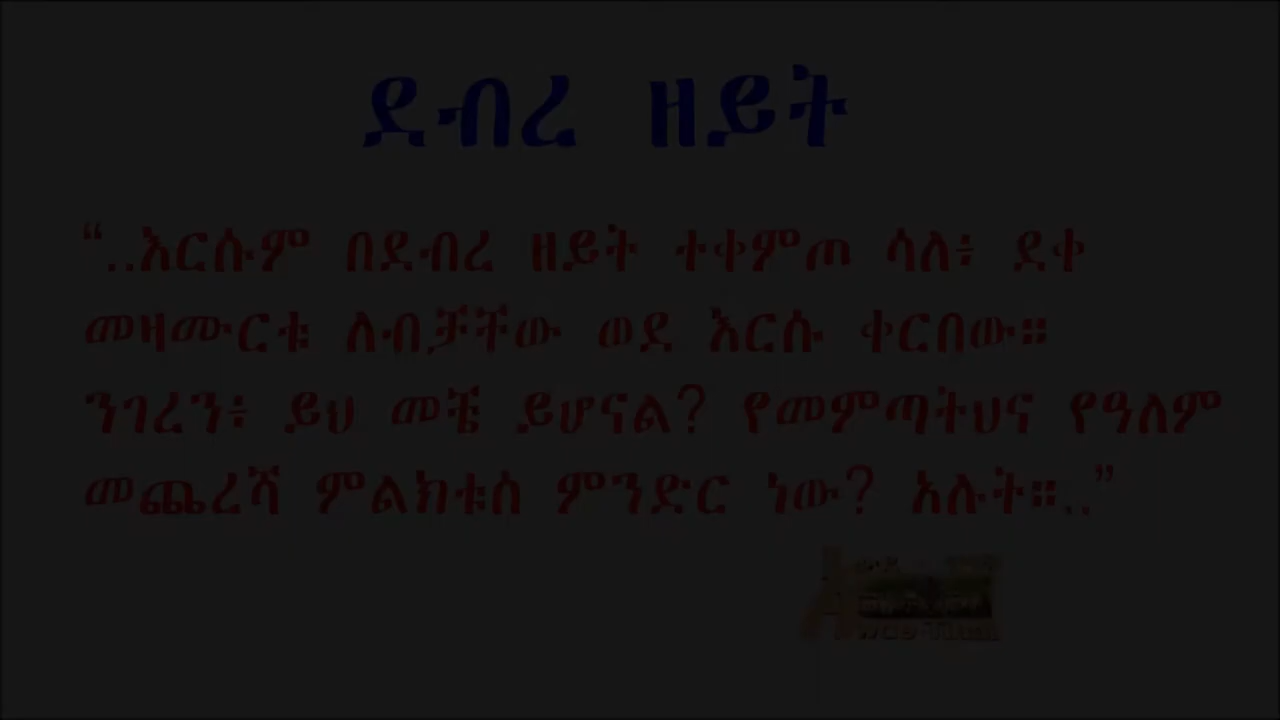 ደብረ ዘይት
“..እርሱም በደብረ ዘይት ተቀምጦ ሳለ፥ ደቀ
መዛሙርቱ ለብቻቸው ወደ እርሱ ቀርበው።
ንገረን፥ ይህ መቼ ይሆናል? የመምጣትህና የዓለም
መጨረሻ ምልክቱስ ምንድር ነው? አሉት።..”